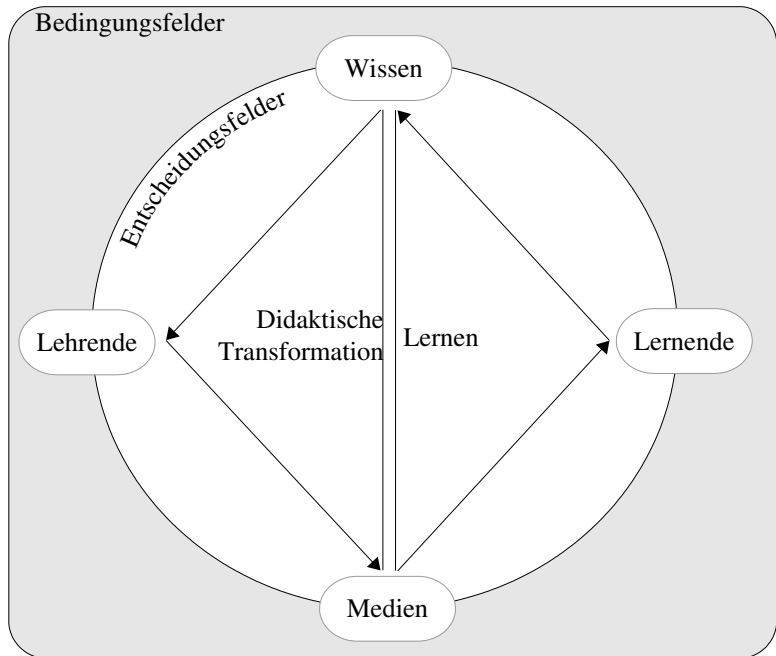 Bedingungsfelder
Wissen
Entscheidungsfelder
Didaktische
Transformation
Lernen
Lehrende
Lernende
Medien